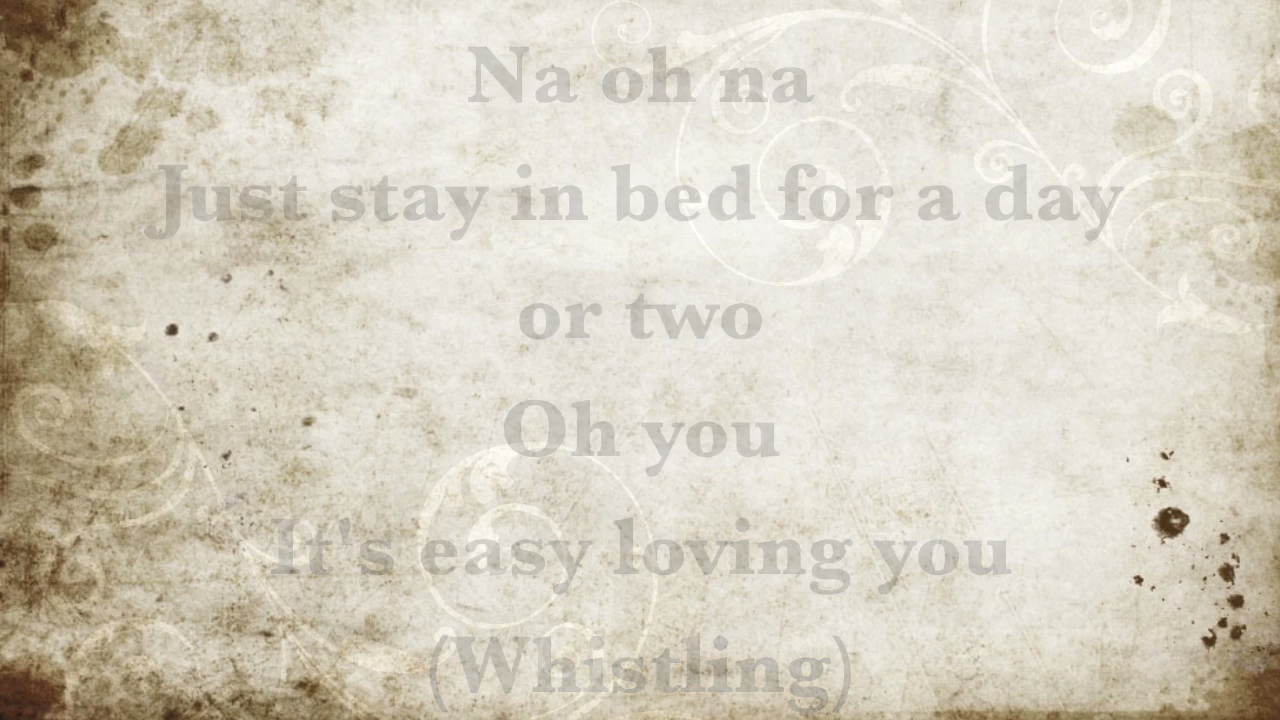 Na oh na
Just stay in bed for a day
or two
Oh you
It's easy loving you
(Whistling)